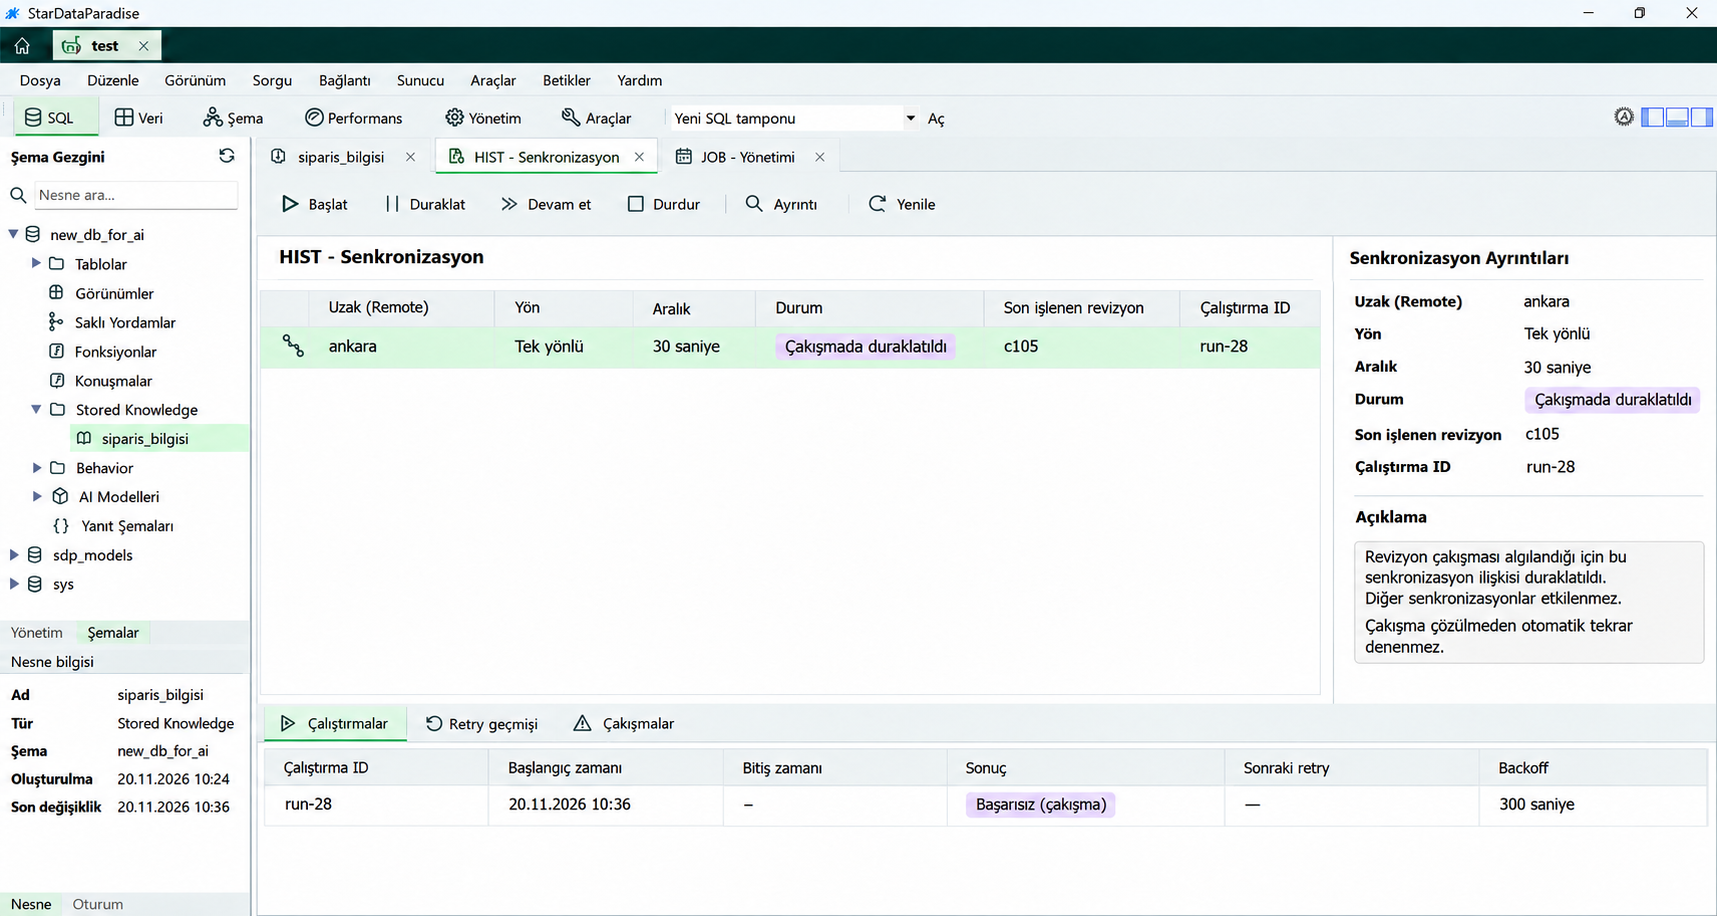 StarDataParadise
test
Dosya Düzenle Görünüm Sorgu Bağlantı Sunucu Araçlar Betikler Yardım
SQL Veri Şema Performans Yönetim Araçlar Yeni SQL tamponu Aç
Şema Gezgini
siparis_bilgisi HIST - Senkronizasyon JOB - Yönetimi
Nesne ara...
Başlat Duraklat Devam et Durdur Ayrıntı Yenile
new_db_for_ai
Tablolar
Görünümler
Saklı Yordamlar
Fonksiyonlar
Konuşmalar
Stored Knowledge
siparis_bilgisi
Behavior
AI Modelleri
{} Yanıt Şemaları
sdp_models
sys
Yönetim Şemalar
Nesne bilgisi
Ad siparis_bilgisi
Tür Stored Knowledge
Şema new_db_for_ai
Oluşturulma 20.11.2026 10:24
Son değişiklik 20.11.2026 10:36
Nesne Oturum
HIST - Senkronizasyon
Uzak (Remote) Yön Aralık Durum Son işlenen revizyon Çalıştırma ID
ankara Tek yönlü 30 saniye Çakışmada duraklatıldı c105 run-28
Senkronizasyon Ayrıntıları
Uzak (Remote) ankara
Yön Tek yönlü
Aralık 30 saniye
Durum Çakışmada duraklatıldı
Son işlenen revizyon c105
Çalıştırma ID run-28
Açıklama
Revizyon çakışması algılandığı için bu
senkronizasyon ilişkisi duraklatıldı.
Diğer senkronizasyonlar etkilenmez.
Çakışma çözülmeden otomatik tekrar
denenmez.
Çalıştırmalar Retry geçmişi Çakışmalar
Çalıştırma ID Başlangıç zamanı Bitiş zamanı Sonuç Sonraki retry Backoff
run-28 20.11.2026 10:36 – Başarısız (çakışma) — 300 saniye